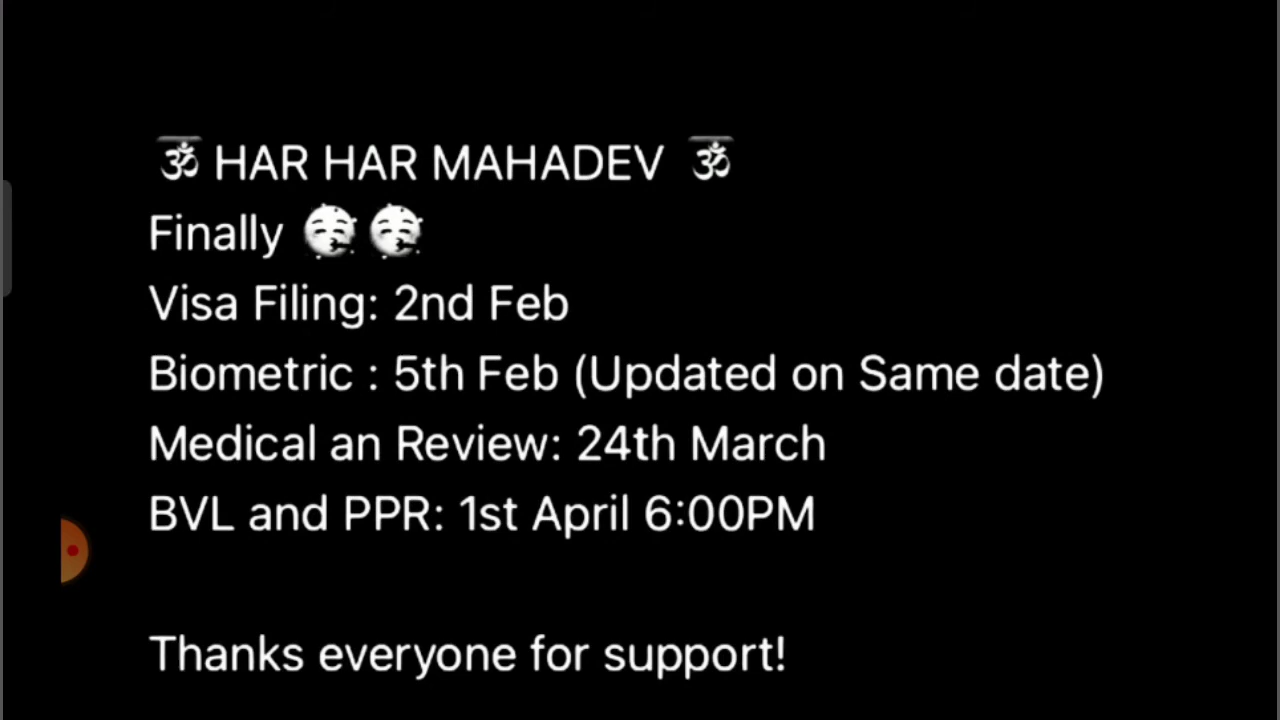 🕉 HAR HAR MAHADEV 🕉
Finally 🥳🥳
Visa Filing: 2nd Feb
Biometric : 5th Feb (Updated on Same date)
Medical an Review: 24th March
BVL and PPR: 1st April 6:00PM
Thanks everyone for support!